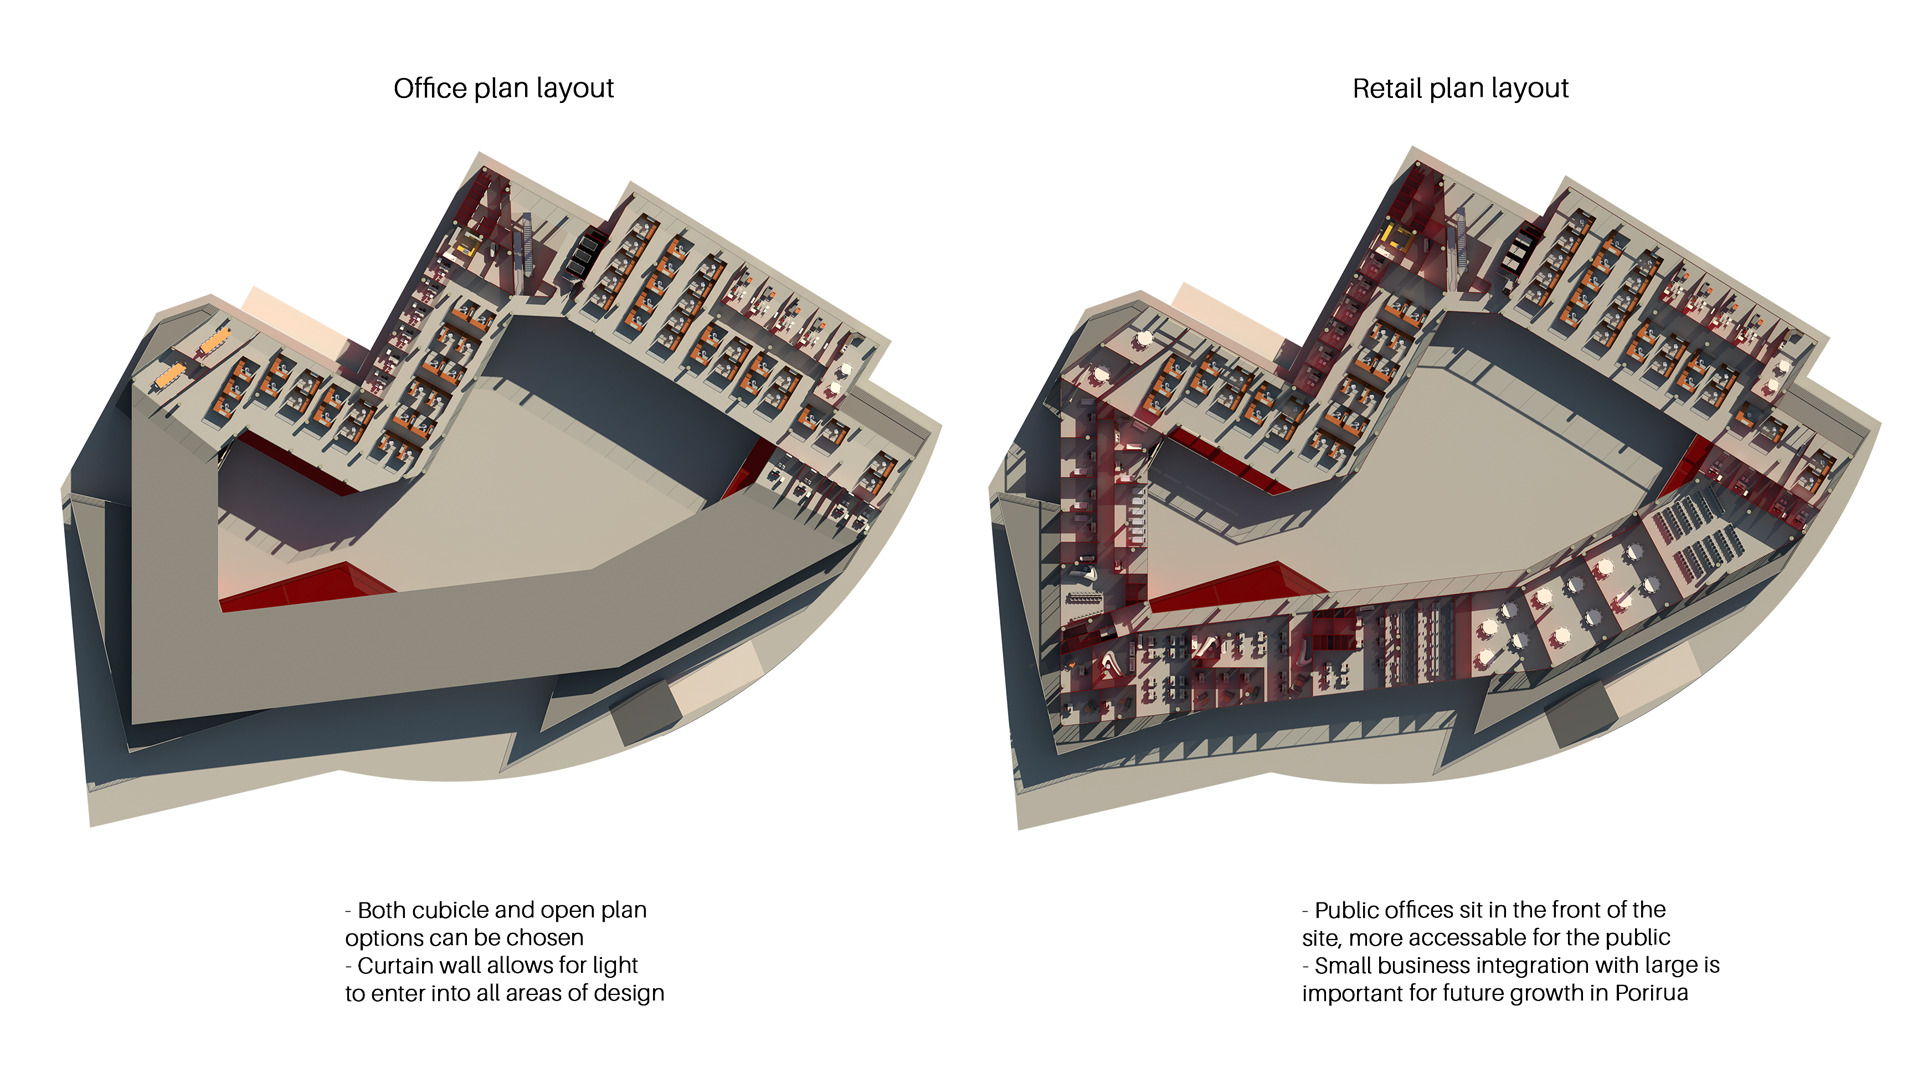 Office plan layout
Retail plan layout
- Both cubicle and open plan
options can be chosen
- Curtain wall allows for light
to enter into all areas of design
- Public offices sit in the front of the
site, more accessable for the public
- Small business integration with large is
important for future growth in Porirua